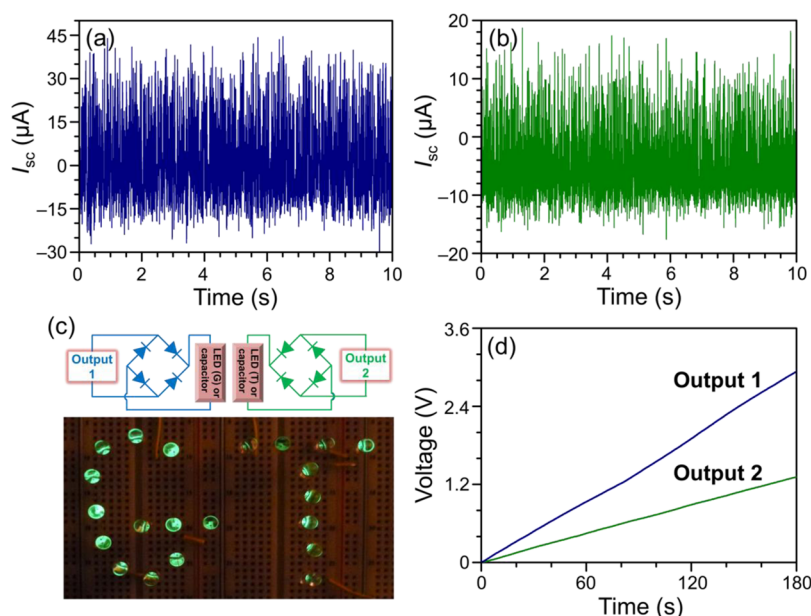 (a)
45
30
15
0
–15
–30
Isc (µA)
0 2 4 6 8 10
Time (s)
(b)
20
10
0
–10
–20
Isc (µA)
0 2 4 6 8 10
Time (s)
(c)
Output
1
LED (G) or
capacitor
LED (T) or
capacitor
Output
2
(d)
3.6
2.4
1.2
0
Voltage (V)
Output 1
Output 2
0 60 120 180
Time (s)